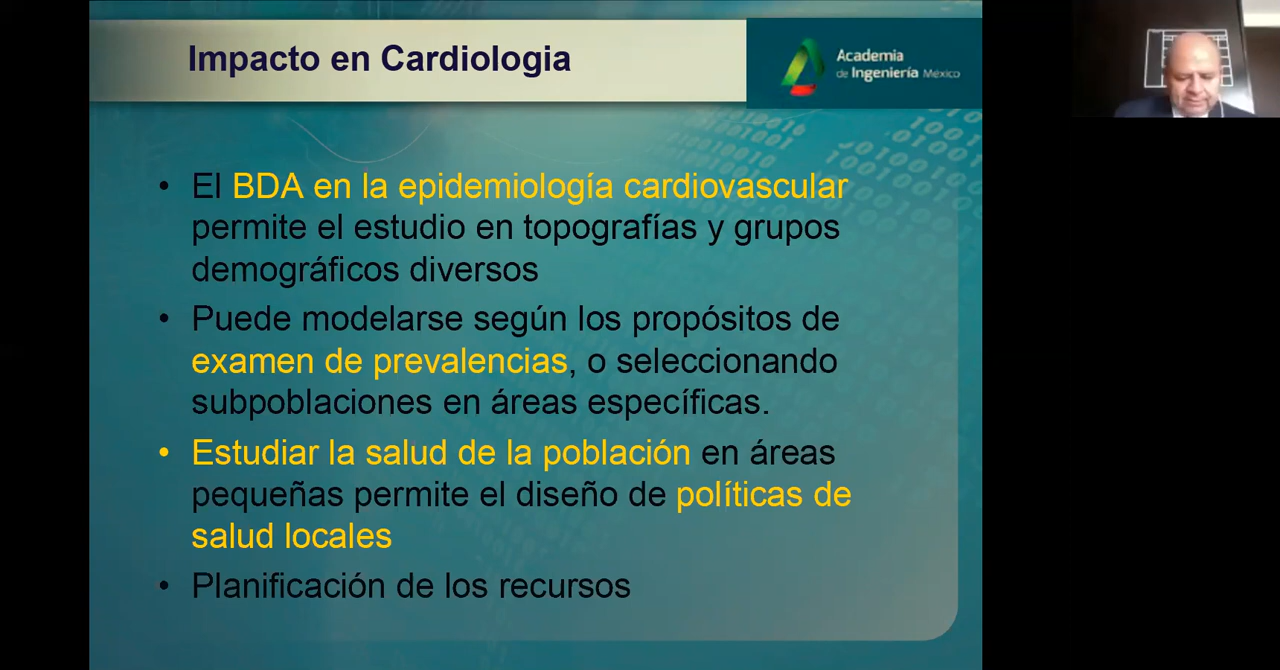 Impacto en Cardiologia
Academia
de Ingeniería México
• El BDA en la epidemiología cardiovascular
permite el estudio en topografías y grupos
demográficos diversos
• Puede modelarse según los propósitos de
examen de prevalencias, o seleccionando
subpoblaciones en áreas específicas.
• Estudiar la salud de la población en áreas
pequeñas permite el diseño de políticas de
salud locales
• Planificación de los recursos